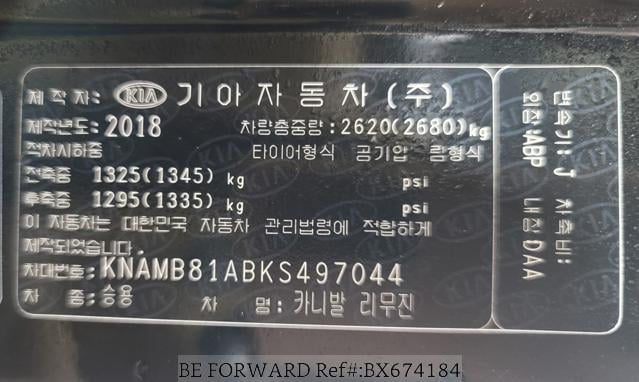 제 작 자: KIA 기아자동차(주)
제작년도: 2018 차량총중량:2620(2680)kg
적차시하중 타이어형식 공기압 림형식
전축중 1325(1345) kg psi
후축중 1295(1335) kg psi
이 자동차는 대한민국 자동차 관리법령에 적합하게
제작되었습니다.
차대번호: KNAMB81ABKS497044
차 종: 승용 차 명: 카니발 리무진
변속기: J 차축비:
외장:ABP 내장DAA
BE FORWARD Ref#:BX674184